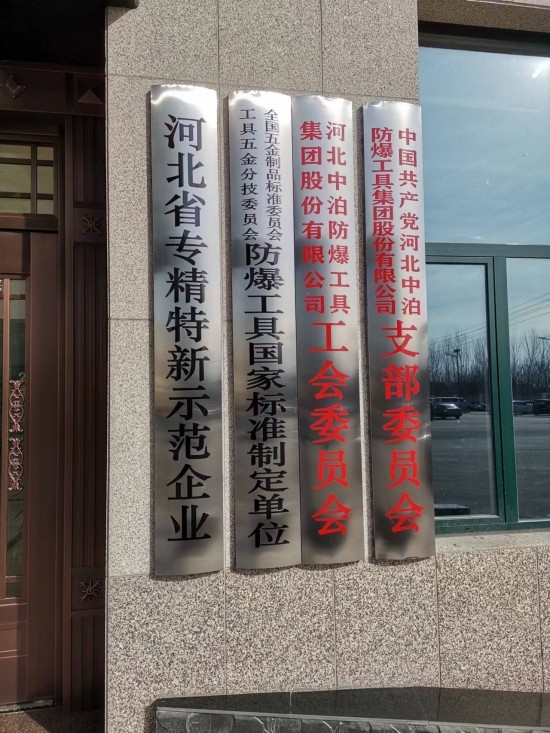 河北省专精特新示范企业
全国五金制品标准委员会
工具五金分技委员会
防爆工具国家标准制定单位
河北中泊防爆工具
集团股份有限公司
工会委员会
中国共产党河北中泊
防爆工具集团股份有限公司
支部委员会